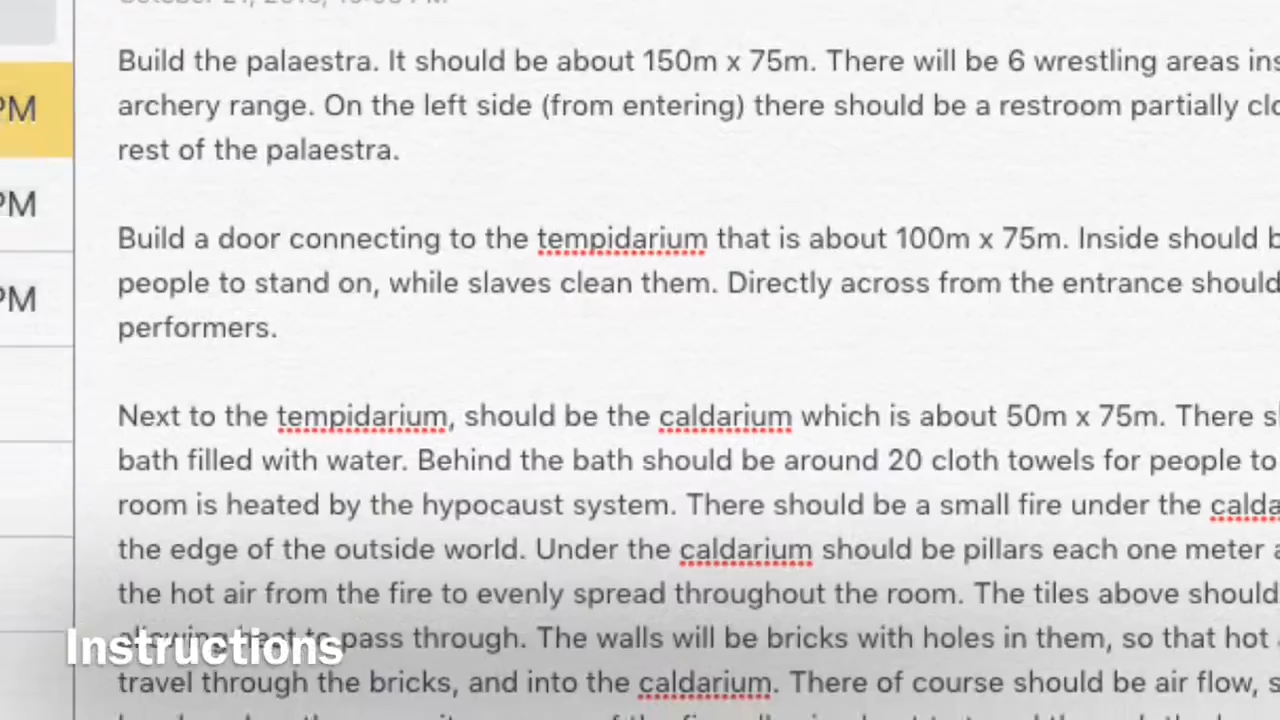 PM
PM
PM
Build the palaestra. It should be about 150m x 75m. There will be 6 wrestling areas
archery range. On the left side (from entering) there should be a restroom partially
rest of the palaestra.
Build a door connecting to the tempidarium that is about 100m x 75m. Inside should
people to stand on, while slaves clean them. Directly across from the entrance should
performers.
Next to the tempidarium, should be the caldarium which is about 50m x 75m. There
bath filled with water. Behind the bath should be around 20 cloth towels for people to
room is heated by the hypocaust system. There should be a small fire under the
the edge of the outside world. Under the caldarium should be pillars each one meter
the hot air from the fire to evenly spread throughout the room. The tiles above should
pass through. The walls will be bricks with holes in them, so that hot
Instructions
travel through the bricks, and into the caldarium. There of course should be air flow,